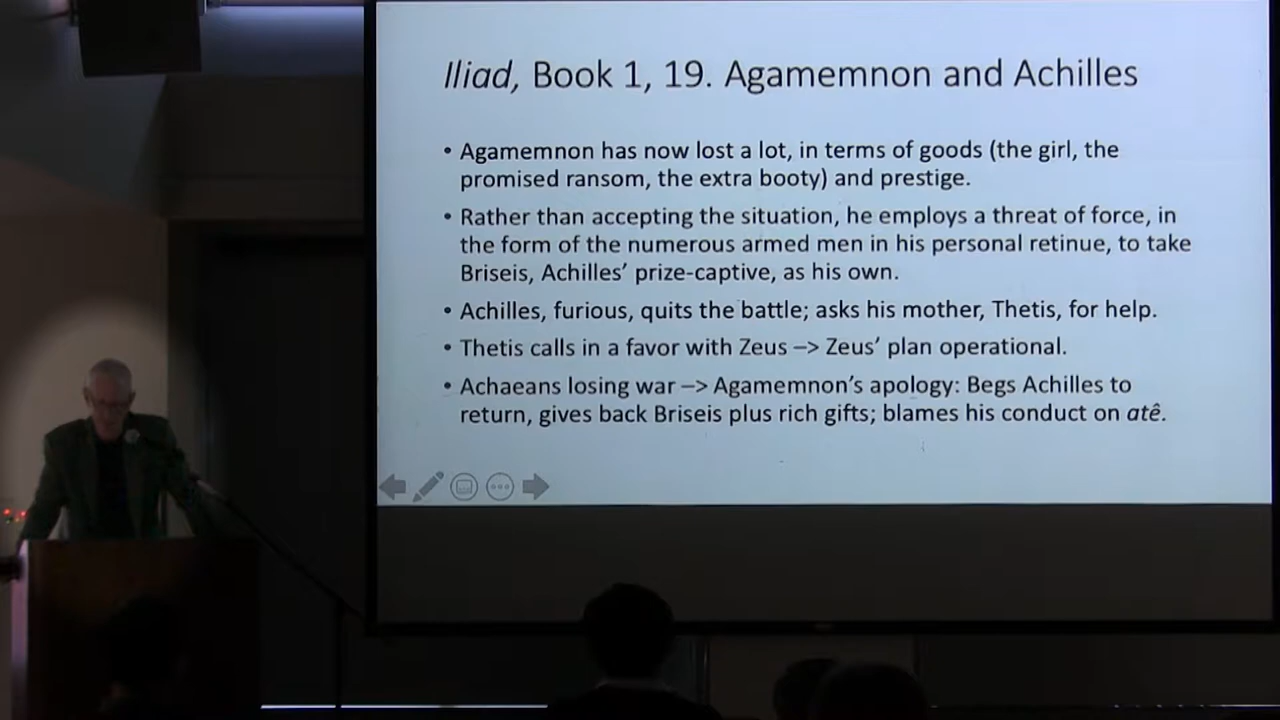 Iliad, Book 1, 19. Agamemnon and Achilles
• Agamemnon has now lost a lot, in terms of goods (the girl, the
promised ransom, the extra booty) and prestige.
• Rather than accepting the situation, he employs a threat of force, in
the form of the numerous armed men in his personal retinue, to take
Briseis, Achilles’ prize-captive, as his own.
• Achilles, furious, quits the battle; asks his mother, Thetis, for help.
• Thetis calls in a favor with Zeus –> Zeus’ plan operational.
• Achaeans losing war –> Agamemnon’s apology: Begs Achilles to
return, gives back Briseis plus rich gifts; blames his conduct on atê.